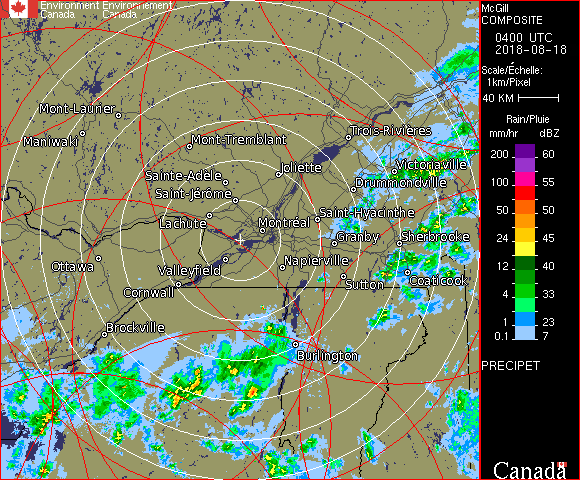 Environment Environnement
Canada Canada
McGill
COMPOSITE
0400 UTC
2018-08-18
Scale/Échelle:
1km/Pixel
40 KM
Rain/Pluie
mm/hr dBZ
200 60
100 55
50 50
24 45
12 40
4 33
1 23
0.1 7
PRECIPET
Canada
Mont-Laurier
Maniwaki
Mont-Tremblant
Trois-Rivières
Joliette
Victoriaville
Sainte-Adèle
Drummondville
Saint-Jérôme
Lachute
Saint-Hyacinthe
Montréal
Granby
Sherbrooke
Ottawa
Valleyfield
Napierville
Sutton
Coaticook
Cornwall
Brockville
Burlington